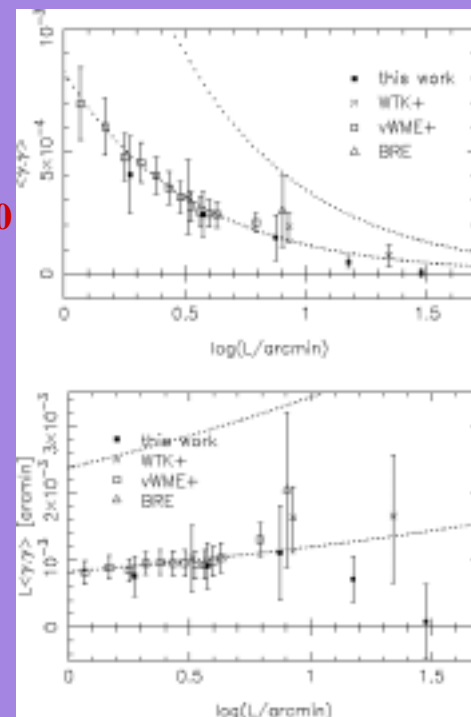 10⁻³
this work
WTK+
vWME+
BRE
<γ.γ>
5×10⁻⁴
0
0
0 0.5 1 1.5
log(L/arcmin)
L<γ.γ> [arcmin]
3×10⁻³
2×10⁻³
10⁻³
0
this work
WTK+
vWME+
BRE
0 0.5 1 1.5
log(L/arcmin)